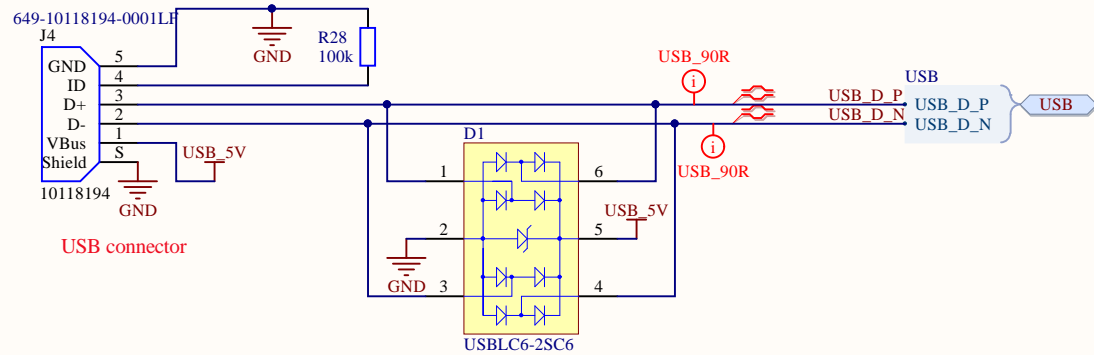 649-10118194-0001LF
J4
GND 5
ID 4
D+ 3
D- 2
VBus 1
Shield S
10118194
USB connector
GND
R28
100k
USB_5V
GND
USB_90R
i
USB_90R
i
USB_D_P
USB_D_N
USB
USB_D_P
USB_D_N
USB
D1
1
2
3
6
5
4
GND
USB_5V
USBLC6-2SC6